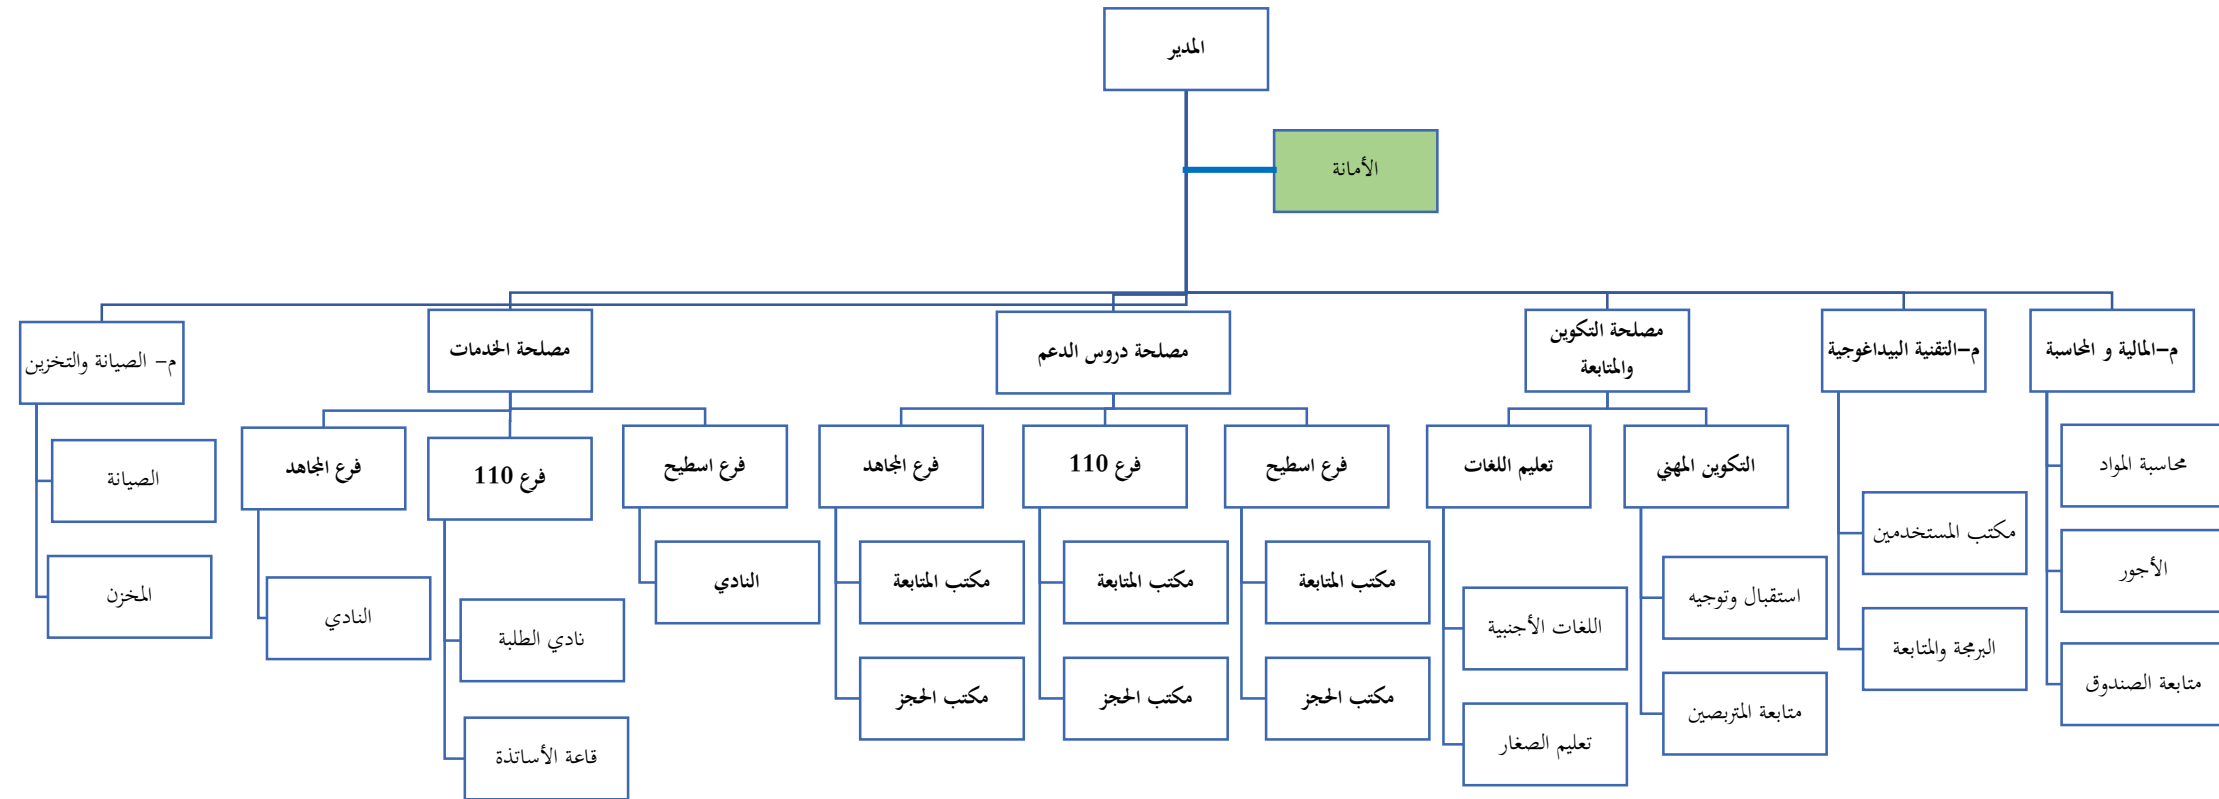 المدير
الأمانة
م-المالية و المحاسبة
م-التقنية البيداغوجية
مصلحة التكوين
والمتابعة
مصلحة دروس الدعم
مصلحة الخدمات
م- الصيانة والتخزين
محاسبة المواد
الأجور
متابعة الصندوق
مكتب المستخدمين
البرمجة والمتابعة
التكوين المهني
استقبال وتوجيه
متابعة المتربصين
تعليم اللغات
اللغات الأجنبية
تعليم الصغار
فرع اسطيح
مكتب المتابعة
مكتب الحجز
فرع 110
مكتب المتابعة
مكتب الحجز
فرع المجاهد
مكتب المتابعة
مكتب الحجز
فرع اسطيح
النادي
فرع 110
نادي الطلبة
قاعة الأساتذة
فرع المجاهد
النادي
الصيانة
المخزن